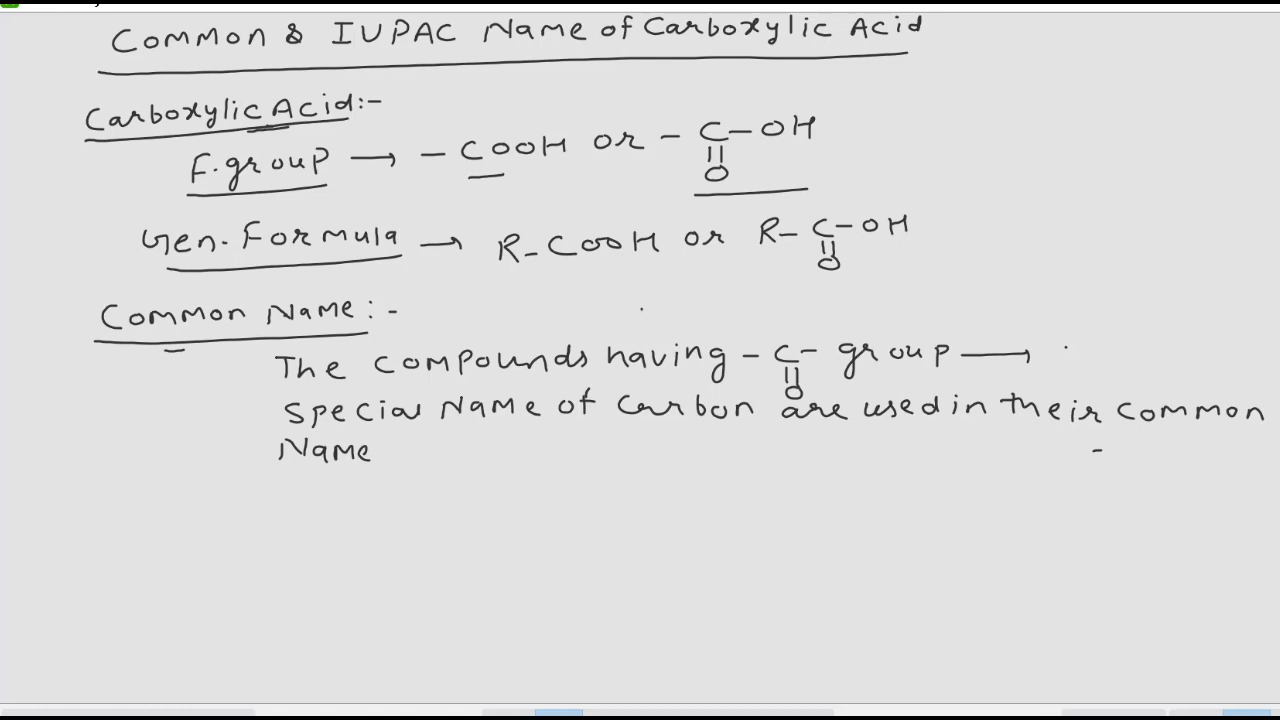 Common & IUPAC Name of Carboxylic Acid
Carboxylic Acid:-
F.group → -COOH or -C-OH
||
O
Gen. Formula → R-COOH or R-C-OH
||
O
Common Name:-
The compounds having -C- group →
||
O
Special Name of Carbon are used in their common
Name